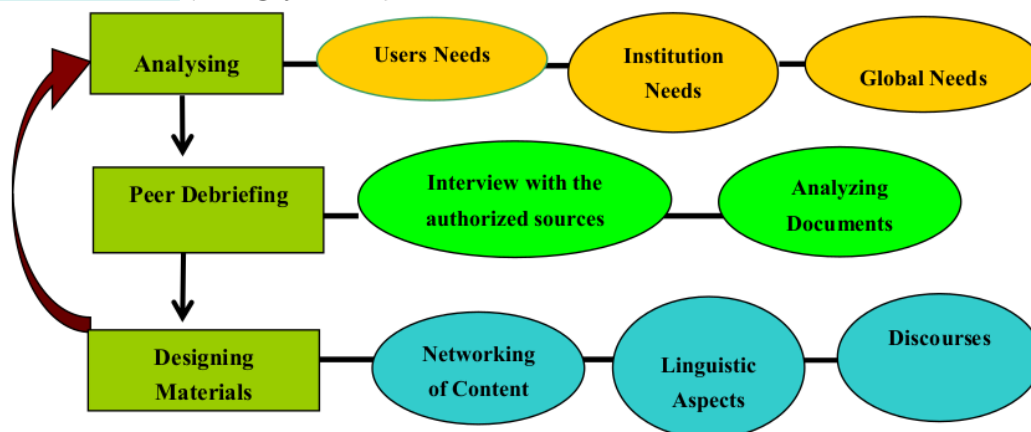 Analysing
Users Needs
Institution
Needs
Global Needs
Peer Debriefing
Interview with the
authorized sources
Analyzing
Documents
Designing
Materials
Networking
of Content
Linguistic
Aspects
Discourses